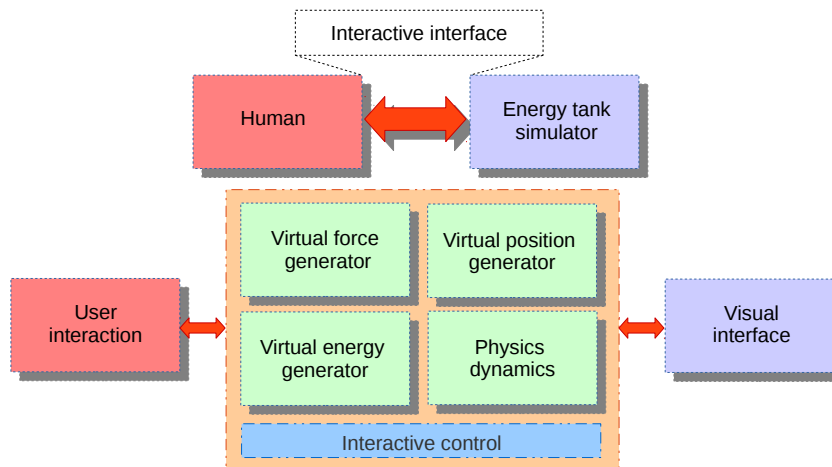 Interactive interface
Human
Energy tank
simulator
Virtual force
generator
Virtual position
generator
User
interaction
Virtual energy
generator
Physics
dynamics
Visual
interface
Interactive control